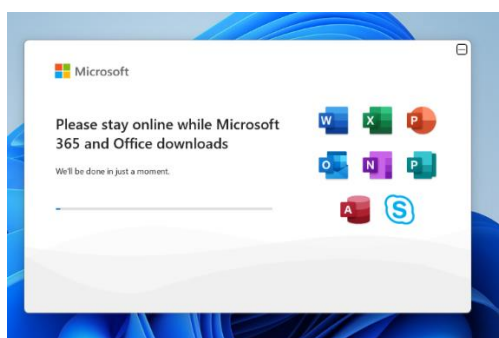 Microsoft
Please stay online while Microsoft
365 and Office downloads
We'll be done in just a moment.
W X P
O N P
A S